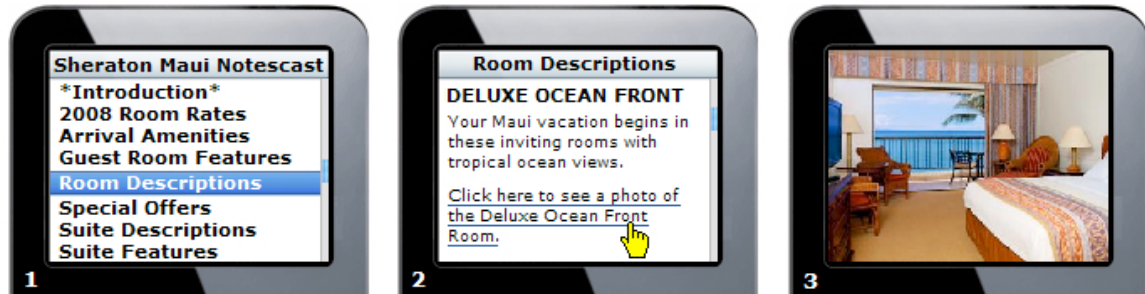 Sheraton Maui Notescast
*Introduction*
2008 Room Rates
Arrival Amenities
Guest Room Features
Room Descriptions
Special Offers
Suite Descriptions
Suite Features
1
Room Descriptions
DELUXE OCEAN FRONT
Your Maui vacation begins in
these inviting rooms with
tropical ocean views.
Click here to see a photo of
the Deluxe Ocean Front
Room.
2
3